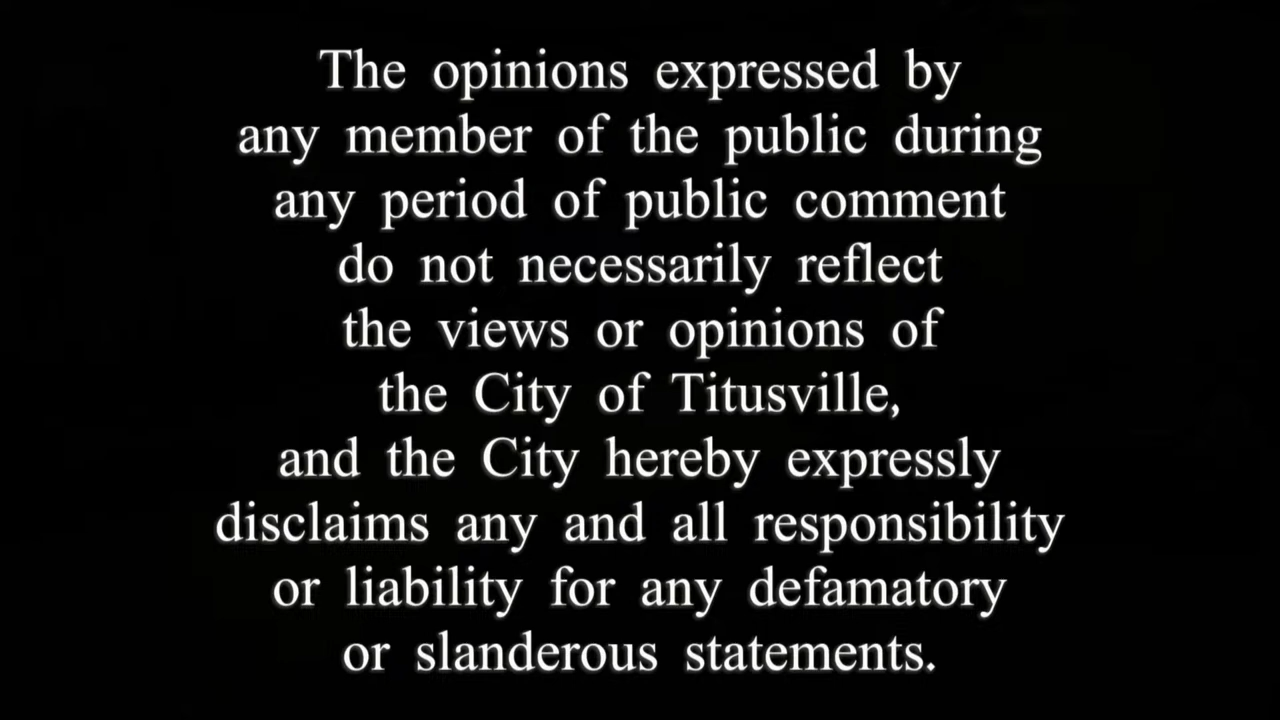 The opinions expressed by
any member of the public during
any period of public comment
do not necessarily reflect
the views or opinions of
the City of Titusville,
and the City hereby expressly
disclaims any and all responsibility
or liability for any defamatory
or slanderous statements.